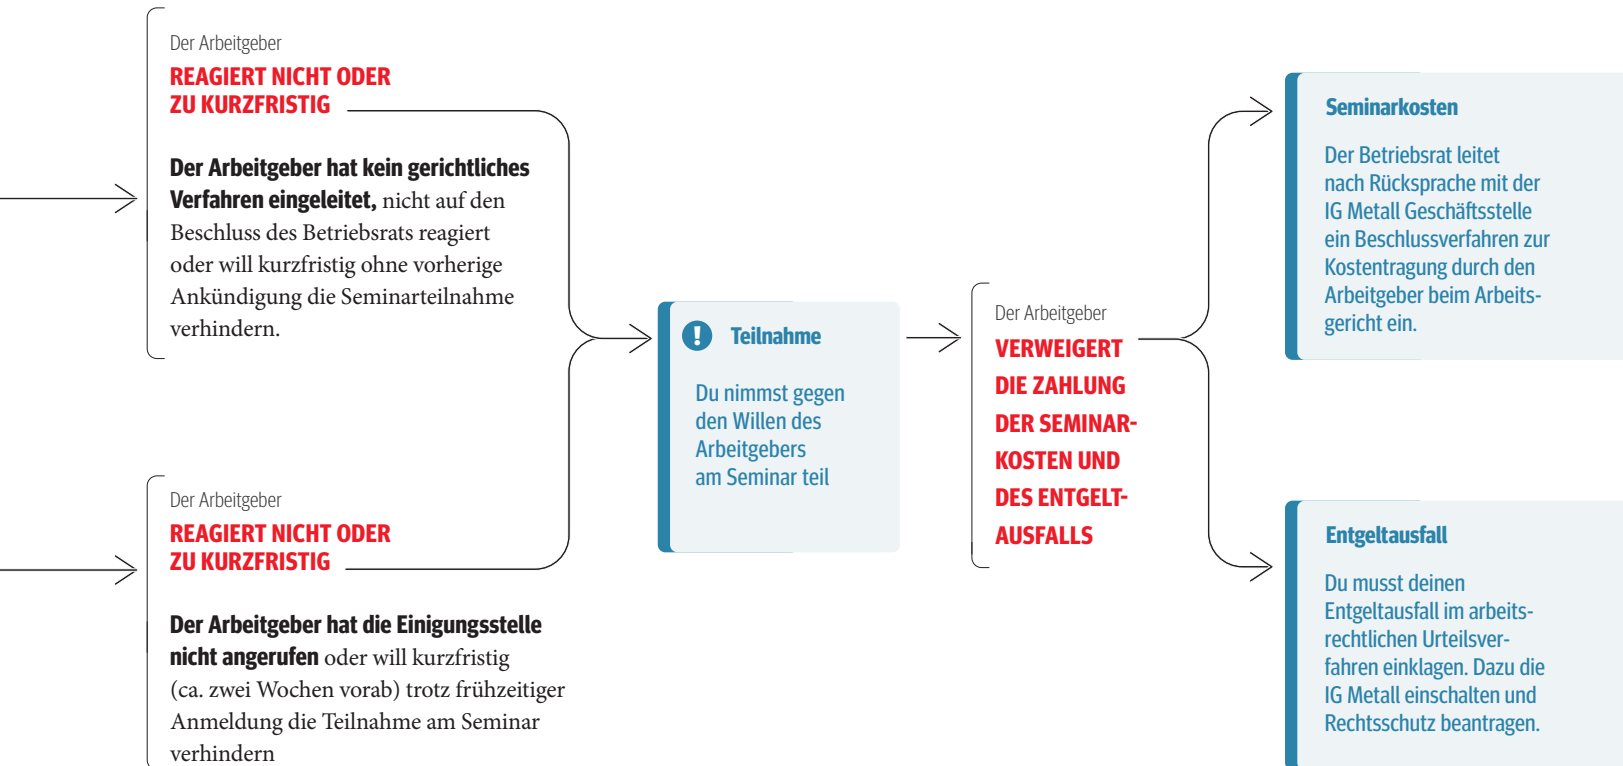 Der Arbeitgeber
REAGIERT NICHT ODER
ZU KURZFRISTIG
Der Arbeitgeber hat kein gerichtliches
Verfahren eingeleitet, nicht auf den
Beschluss des Betriebsrats reagiert
oder will kurzfristig ohne vorherige
Ankündigung die Seminarteilnahme
verhindern.
Der Arbeitgeber
REAGIERT NICHT ODER
ZU KURZFRISTIG
Der Arbeitgeber hat die Einigungsstelle
nicht angerufen oder will kurzfristig
(ca. zwei Wochen vorab) trotz frühzeitiger
Anmeldung die Teilnahme am Seminar
verhindern
! Teilnahme
Du nimmst gegen
den Willen des
Arbeitgebers
am Seminar teil
Der Arbeitgeber
VERWEIGERT
DIE ZAHLUNG
DER SEMINAR-
KOSTEN UND
DES ENTGELT-
AUSFALLS
Seminarkosten
Der Betriebsrat leitet
nach Rücksprache mit der
IG Metall Geschäftsstelle
ein Beschlussverfahren zur
Kostentragung durch den
Arbeitgeber beim Arbeits-
gericht ein.
Entgeltausfall
Du musst deinen
Entgeltausfall im arbeits-
rechtlichen Urteilsver-
fahren einklagen. Dazu die
IG Metall einschalten und
Rechtsschutz beantragen.